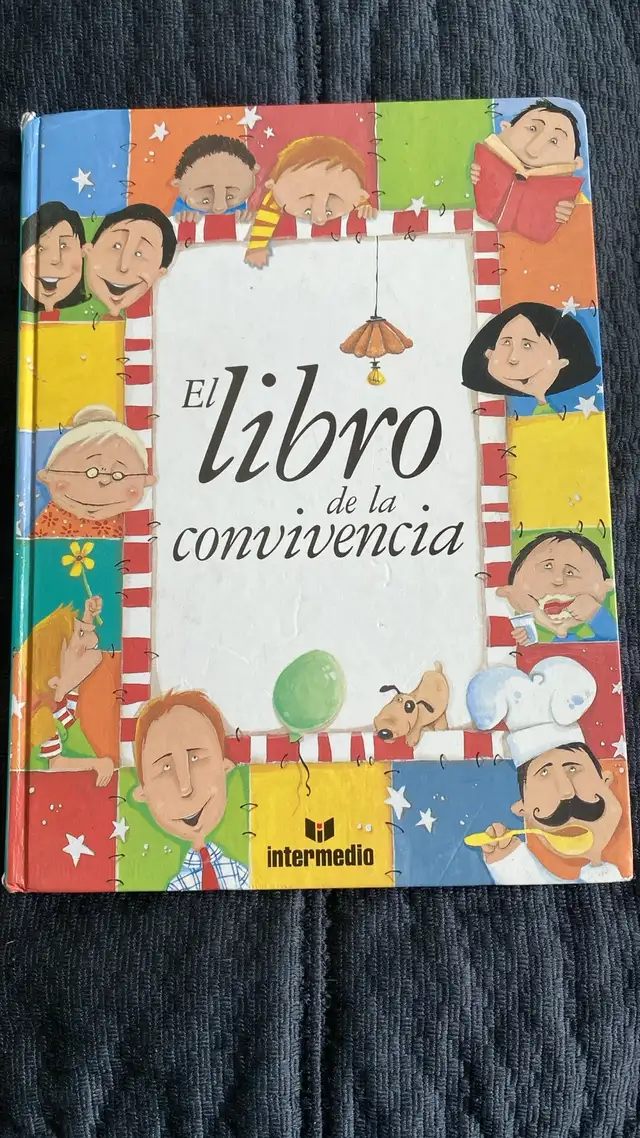 El
libro
de la
convivencia
intermedio